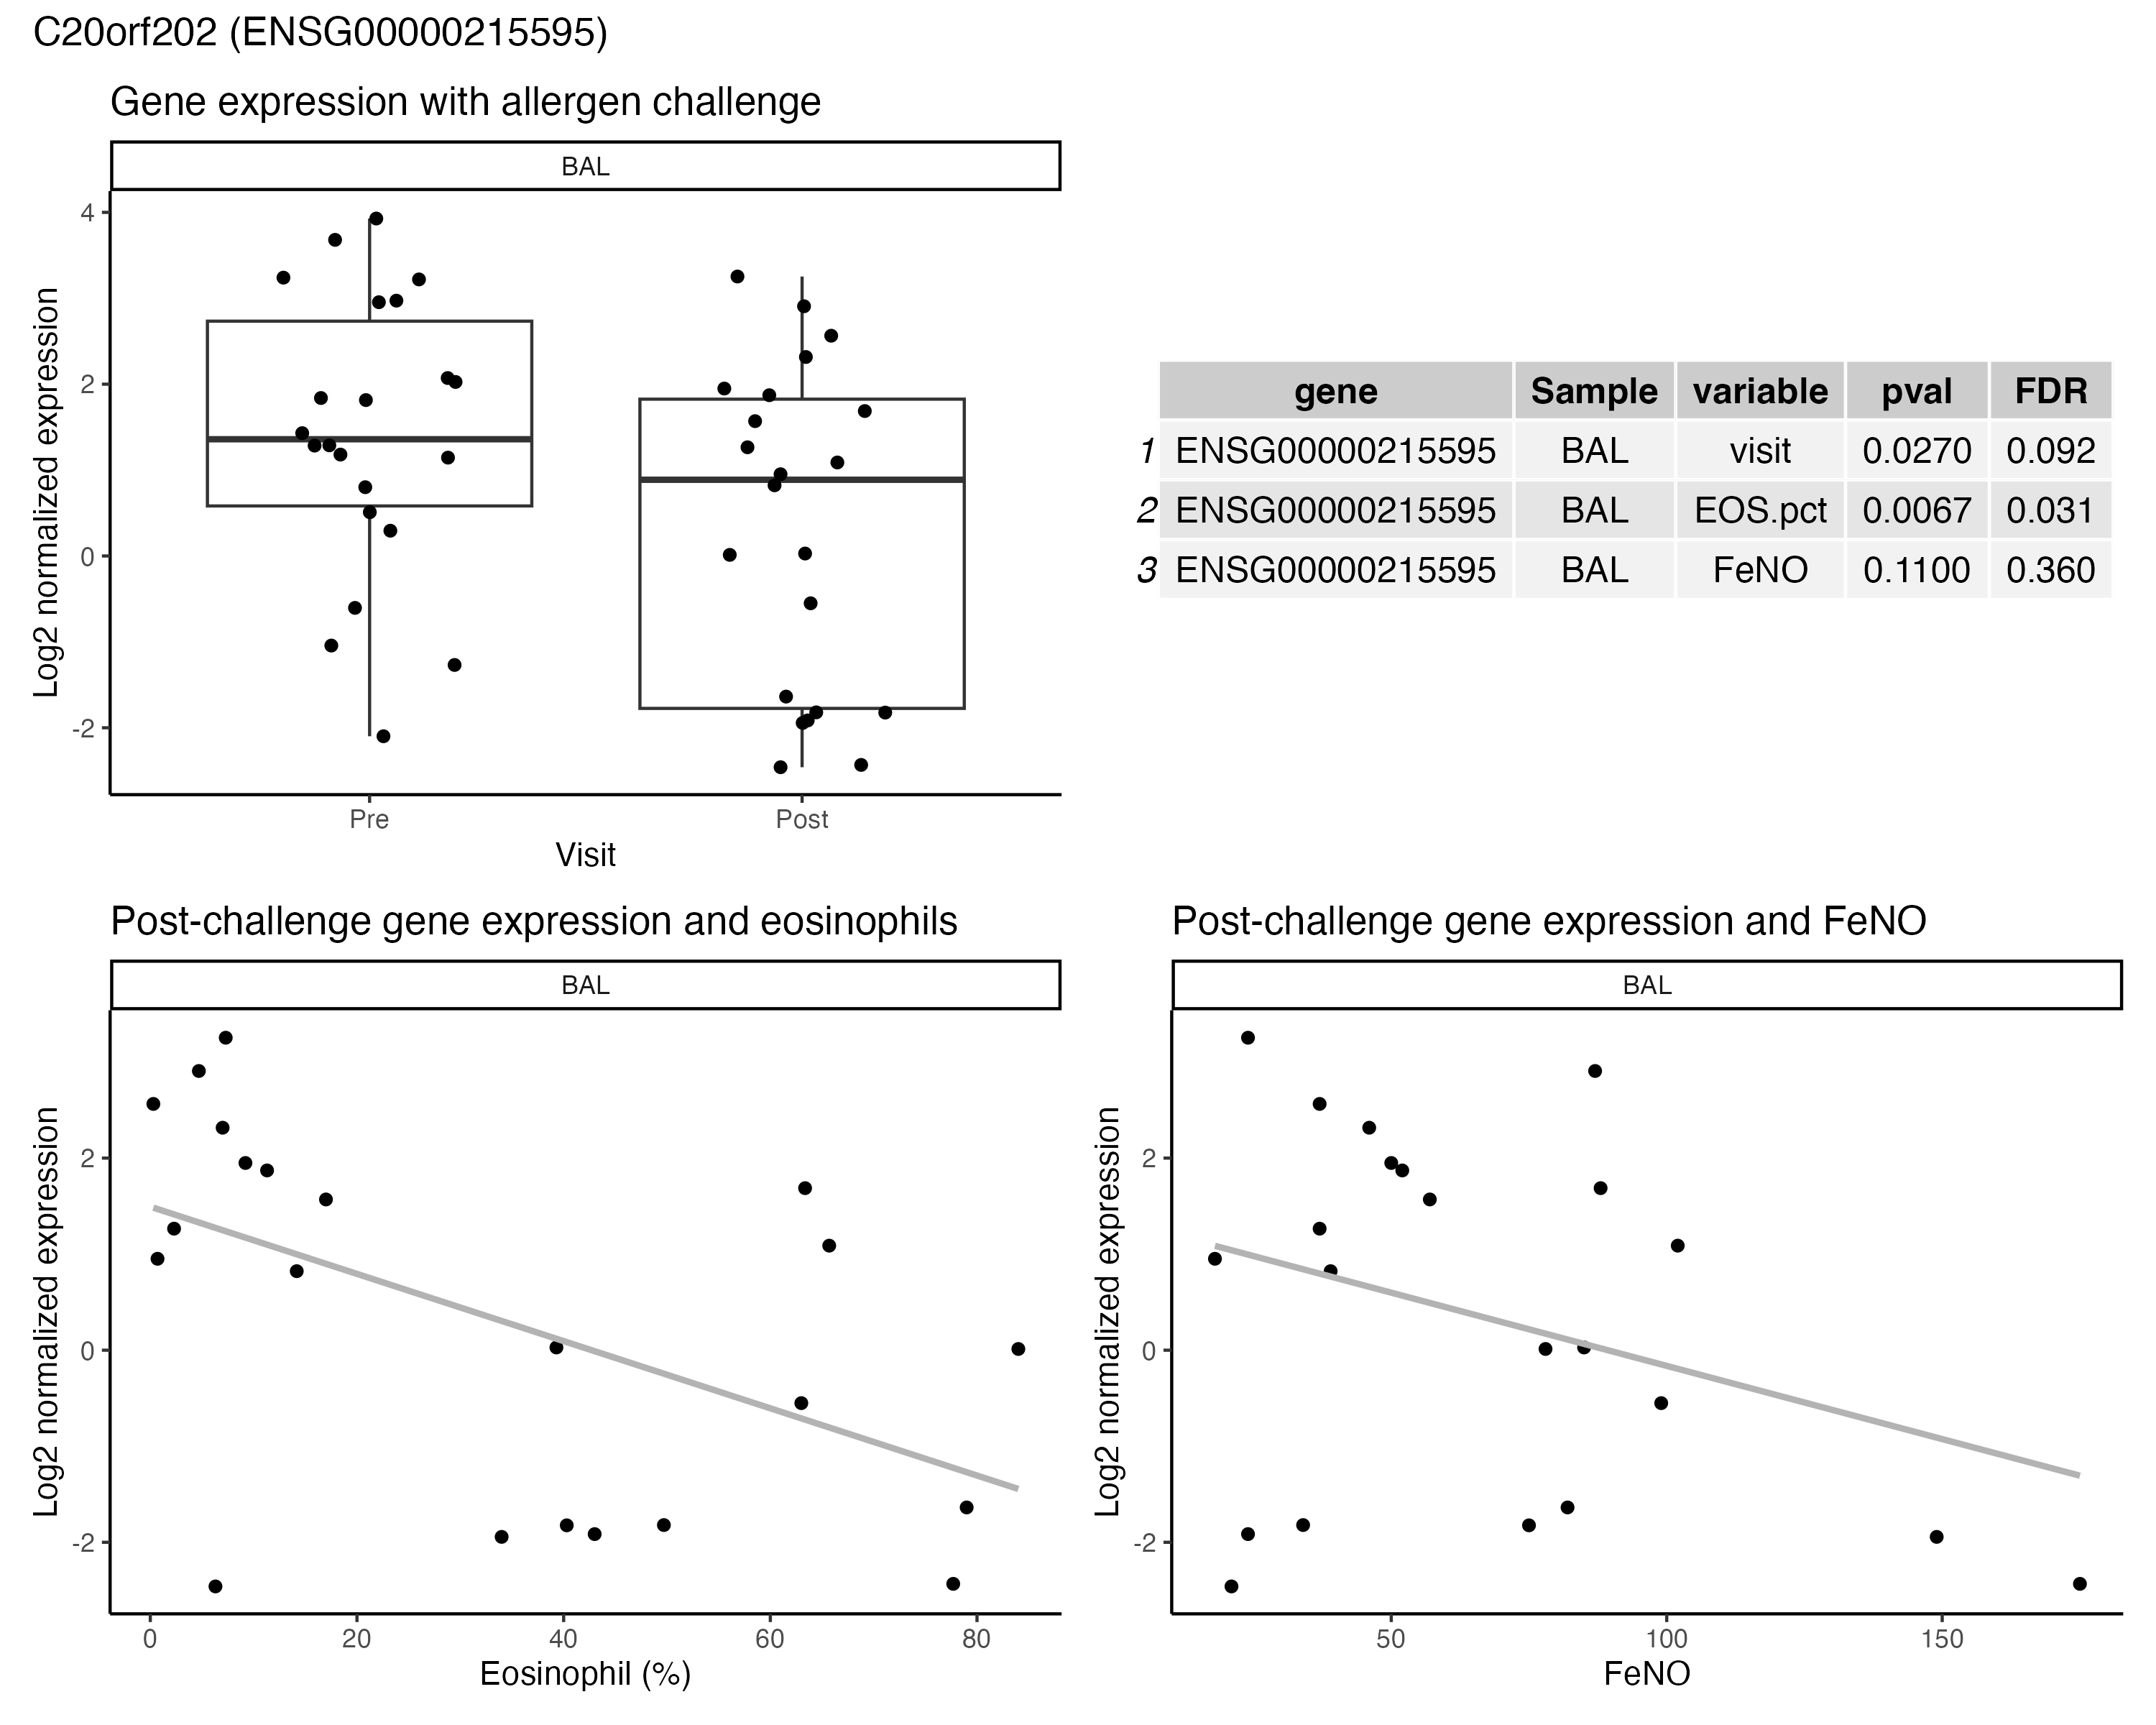 C20orf202 (ENSG00000215595)
Gene expression with allergen challenge
BAL
Log2 normalized expression
4
2
0
-2
Pre Post
Visit
gene Sample variable pval FDR
1 ENSG00000215595 BAL visit 0.0270 0.092
2 ENSG00000215595 BAL EOS.pct 0.0067 0.031
3 ENSG00000215595 BAL FeNO 0.1100 0.360
Post-challenge gene expression and eosinophils
BAL
Log2 normalized expression
2
0
-2
0 20 40 60 80
Eosinophil (%)
Post-challenge gene expression and FeNO
BAL
Log2 normalized expression
2
0
-2
50 100 150
FeNO